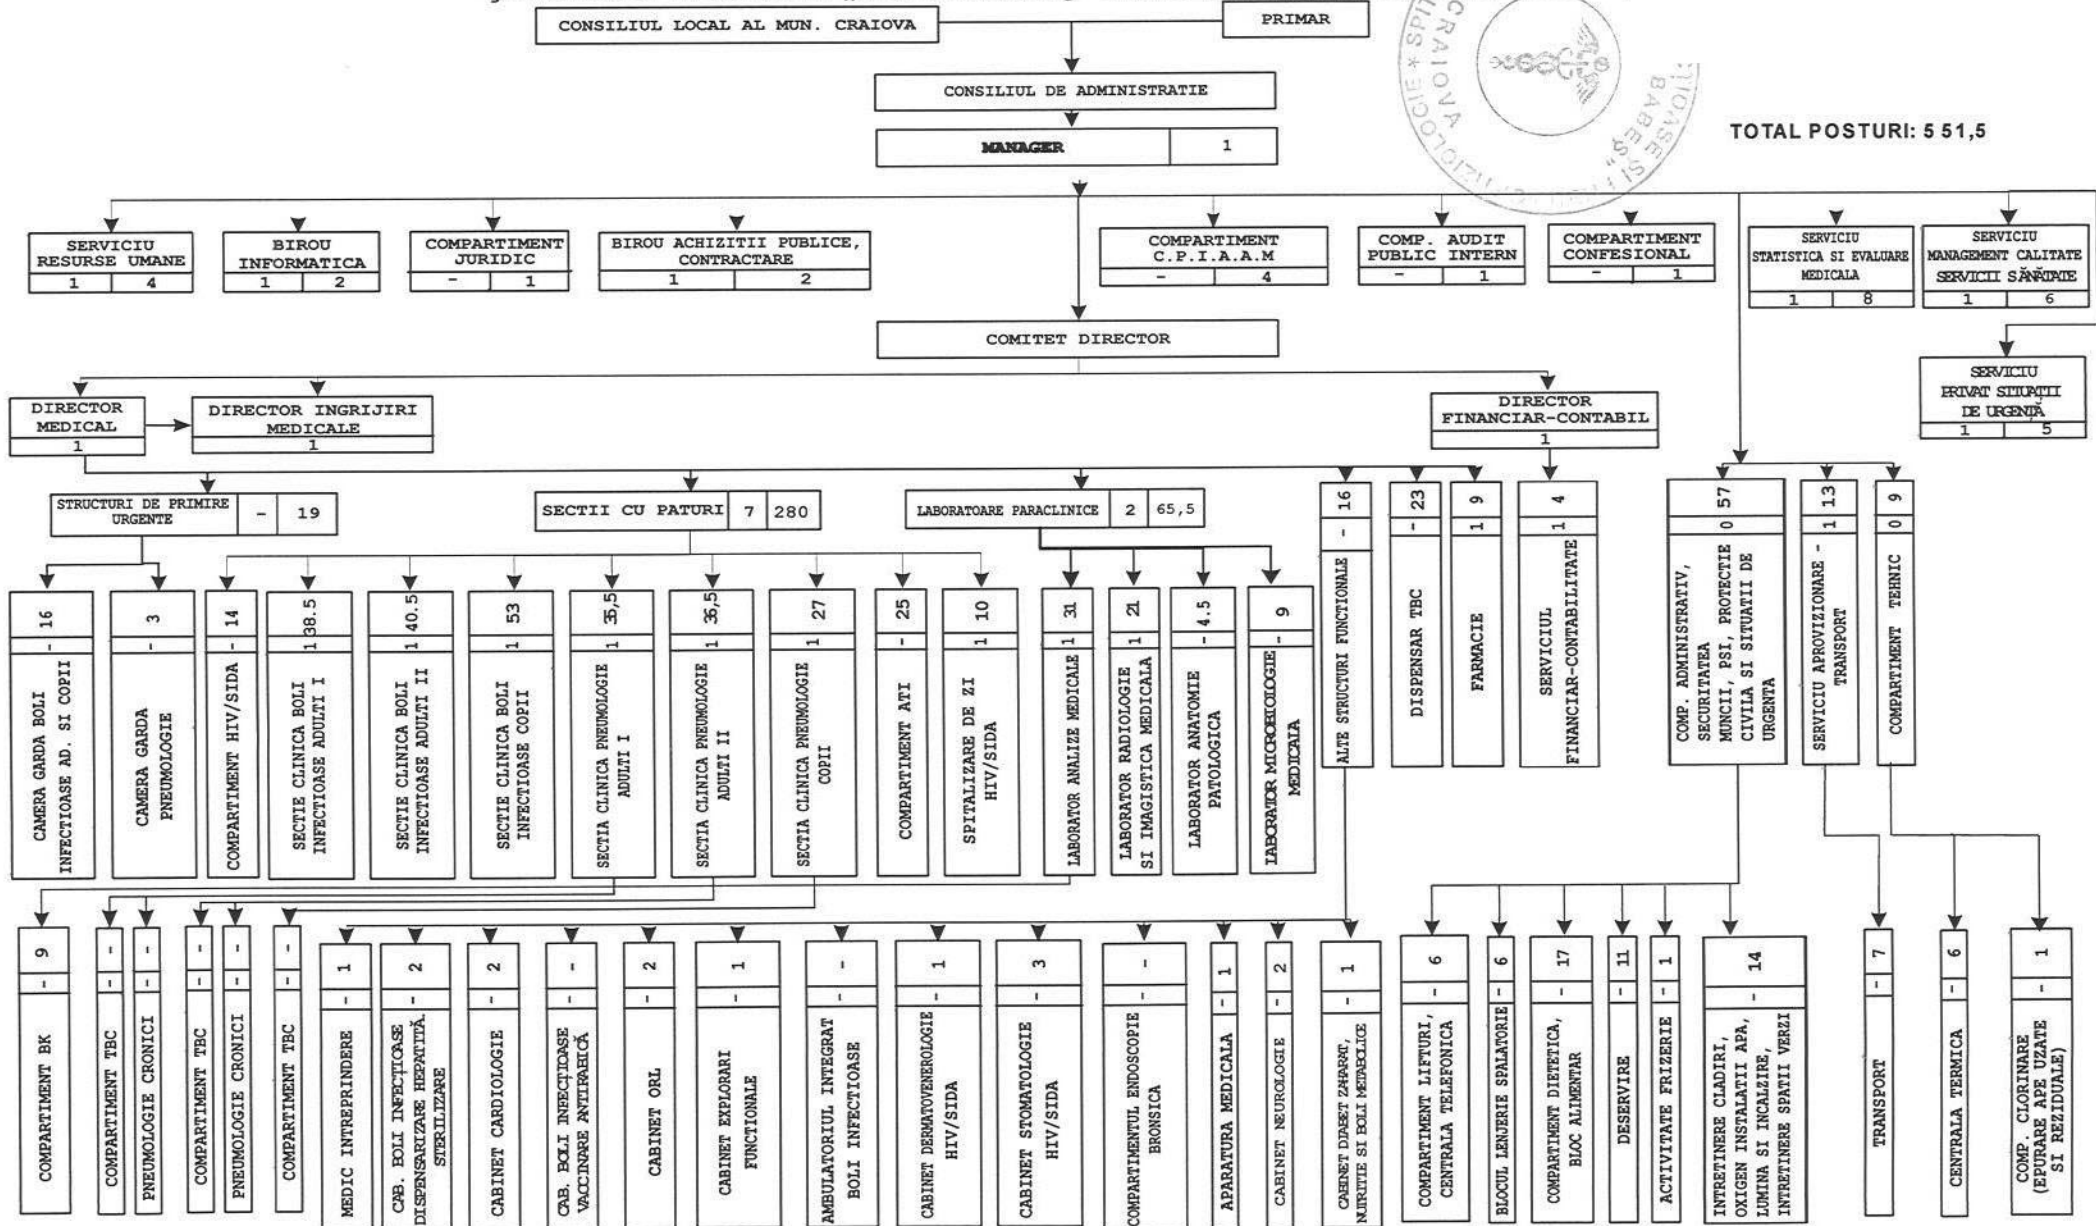 CONSILIUL LOCAL AL MUN. CRAIOVA
PRIMAR
CONSILIUL DE ADMINISTRATIE
MANAGER 1
TOTAL POSTURI: 5 51,5
CRAIOVA
BABEŞ"
SERVICIU
RESURSE UMANE
1 4
BIROU
INFORMATICA
1 2
COMPARTIMENT
JURIDIC
- 1
BIROU ACHIZITII PUBLICE,
CONTRACTARE
1 2
COMPARTIMENT
C.P.I.A.A.M
- 4
COMP. AUDIT
PUBLIC INTERN
- 1
COMPARTIMENT
CONFESIONAL
- 1
SERVICIU
STATISTICA SI EVALUARE
MEDICALA
1 8
SERVICIU
MANAGEMENT CALITATE
SERVICII SĂNĂTATE
1 6
COMITET DIRECTOR
SERVICIU
PRIVAT SITUAȚII
DE URGENȚĂ
1 5
DIRECTOR
MEDICAL
1
DIRECTOR INGRIJIRI
MEDICALE
1
DIRECTOR
FINANCIAR-CONTABIL
1
STRUCTURI DE PRIMIRE
URGENTE
- 19
SECTII CU PATURI 7 280
LABORATOARE PARACLINICE 2 65,5
ALTE STRUCTURI FUNCTIONALE - 16
DISPENSAR TBC - 23
FARMACIE 1 9
SERVICIUL
FINANCIAR-CONTABILITATE
1 4
COMP. ADMINISTRATIV,
SECURITATEA
MUNCII, PSI, PROTECTIE
CIVILA SI SITUATII DE
URGENTA
0 57
SERVICIU APROVIZIONARE -
TRANSPORT
1 13
COMPARTIMENT TEHNIC 0 9
CAMERA GARDA BOLI
INFECTIOASE AD. SI COPII
- 16
CAMERA GARDA
PNEUMOLOGIE
- 3
COMPARTIMENT HIV/SIDA - 14
SECTIE CLINICA BOLI
INFECTIOASE ADULTI I
1 38.5
SECTIE CLINICA BOLI
INFECTIOASE ADULTI II
1 40.5
SECTIE CLINICA BOLI
INFECTIOASE COPII
1 53
SECTIA CLINICA PNEUMOLOGIE
ADULTI I
1 35,5
SECTIA CLINICA PNEUMOLOGIE
ADULTI II
1 36,5
SECTIA CLINICA PNEUMOLOGIE
COPII
1 27
COMPARTIMENT ATI - 25
SPITALIZARE DE ZI
HIV/SIDA
1 10
LABORATOR ANALIZE MEDICALE 1 31
LABORATOR RADIOLOGIE
SI IMAGISTICA MEDICALA
1 21
LABORATOR ANATOMIE
PATOLOGICA
- 4.5
LABORATOR MICROBIOLOGIE
MEDICALA
- 9
COMPARTIMENT BK - 9
COMPARTIMENT TBC - -
PNEUMOLOGIE CRONICI - -
COMPARTIMENT TBC - -
PNEUMOLOGIE CRONICI - -
COMPARTIMENT TBC - -
MEDIC INTREPRINDERE - 1
CAB. BOLI INFECȚIOASE
DISPENSARIZARE HEPATITĂ.
STERILIZARE
- 2
CABINET CARDIOLOGIE - 2
CAB. BOLI INFECȚIOASE
VACCINARE ANTIRABICĂ
- -
CABINET ORL - 2
CABINET EXPLORARI
FUNCTIONALE
- 1
AMBULATORIUL INTEGRAT
BOLI INFECTIOASE
- -
CABINET DERMATOVENEROLOGIE
HIV/SIDA
- 1
CABINET STOMATOLOGIE
HIV/SIDA
- 3
COMPARTIMENTUL ENDOSCOPIE
BRONSICA
- -
APARATURA MEDICALA - 1
CABINET NEUROLOGIE - 2
CABINET DIABET ZAHARAT,
NUTRITIE SI BOLI METABOLICE
- 1
COMPARTIMENT LIFTURI,
CENTRALA TELEFONICA
- 6
BLOCUL LENJERIE SPALATORIE - 6
COMPARTIMENT DIETETICA,
BLOC ALIMENTAR
- 17
DESERVIRE - 11
ACTIVITATE FRIZERIE - 1
INTRETINERE CLADIRI,
OXIGEN INSTALATII APA,
LUMINA SI INCALZIRE,
INTRETINERE SPATII VERZI
- 14
TRANSPORT - 7
CENTRALA TERMICA - 6
COMP. CLORINARE
(EPURARE APE UZATE
SI REZIDUALE)
- 1